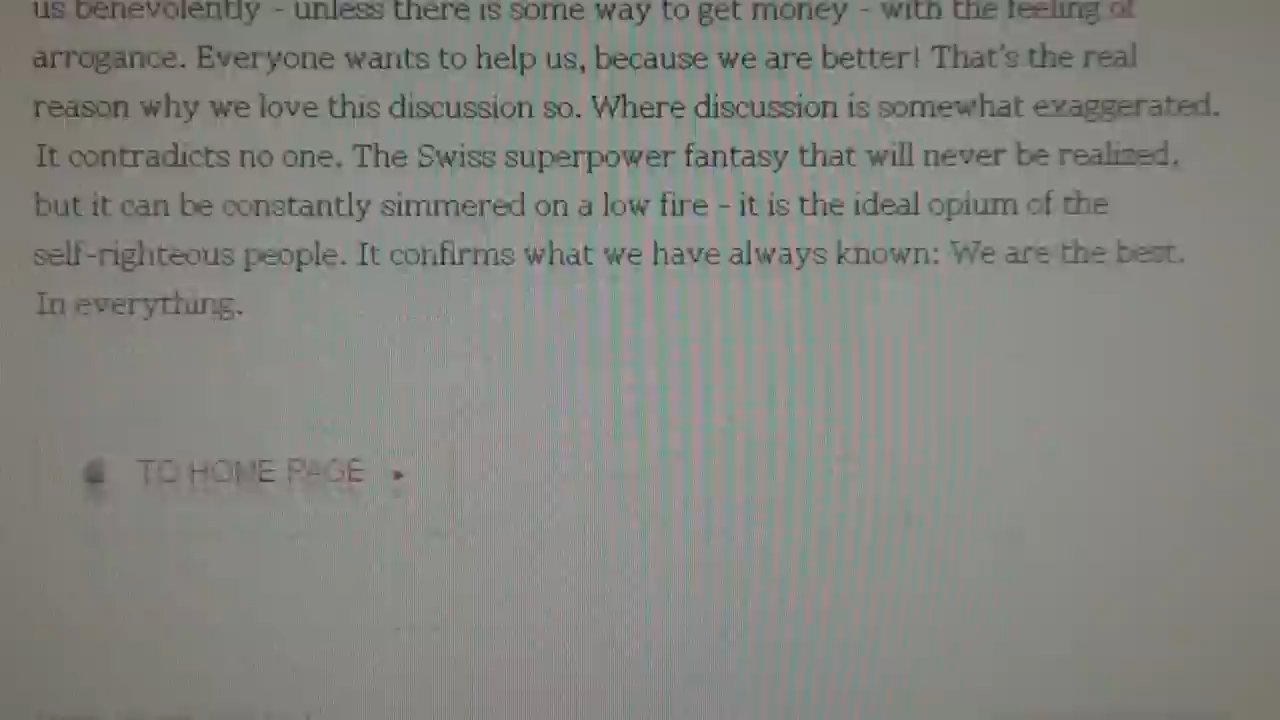 us benevolently - unless there is some way to get money - with the feeling of
arrogance. Everyone wants to help us, because we are better! That's the real
reason why we love this discussion so. Where discussion is somewhat exaggerated.
It contradicts no one. The Swiss superpower fantasy that will never be realized,
but it can be constantly simmered on a low fire - it is the ideal opium of the
self-righteous people. It confirms what we have always known: We are the best.
In everything.
TO HOME PAGE